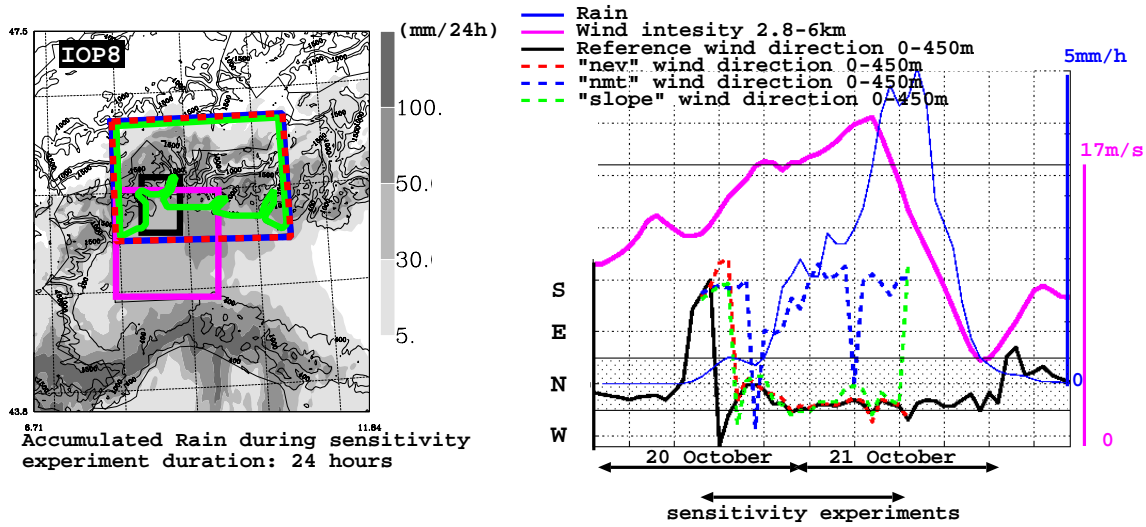 47.5
IOP8
(mm/24h)
100.
50.
30.
5.
43.8
8.71
11.84
Accumulated Rain during sensitivity
experiment duration: 24 hours
Rain
Wind intesity 2.8-6km
Reference wind direction 0-450m
"nev" wind direction 0-450m
"nmt" wind direction 0-450m
"slope" wind direction 0-450m
5mm/h
17m/s
S
E
N
W
0
0
20 October
21 October
sensitivity experiments